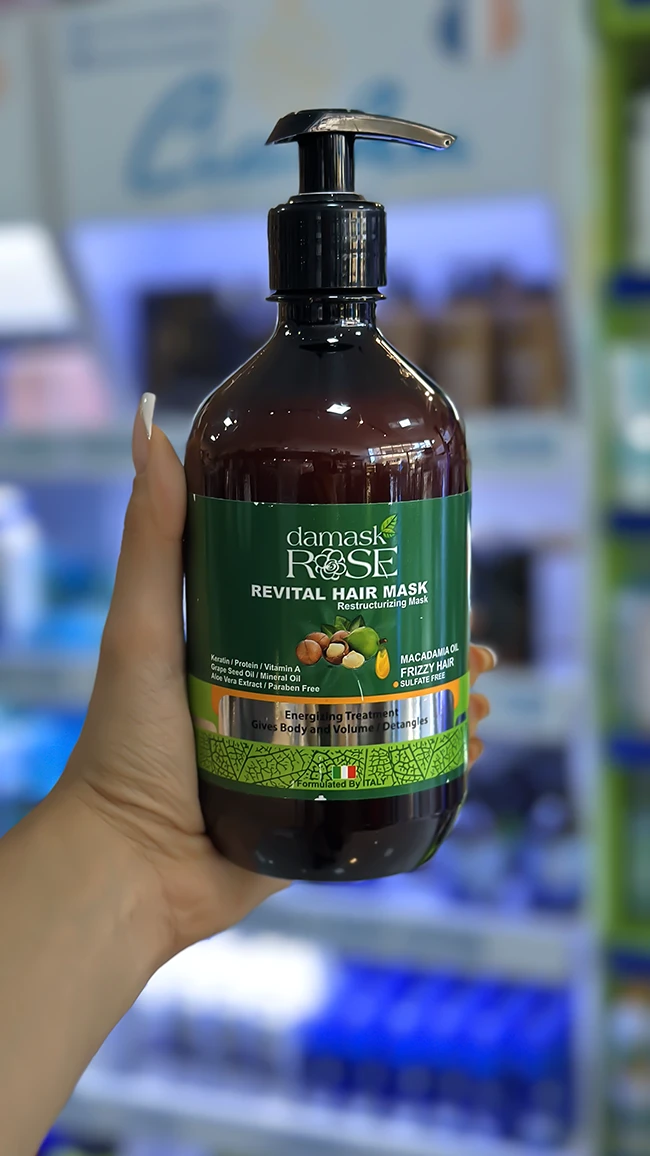 damask
ROSE
REVITAL HAIR MASK
Restructurizing Mask
Keratin / Protein / Vitamin A
Grape Seed Oil / Mineral Oil
Aloe Vera Extract / Paraben Free
MACADAMIA OIL
FRIZZY HAIR
SULFATE FREE
Energizing Treatment
Gives Body and Volume / Detangles
Formulated By ITALY